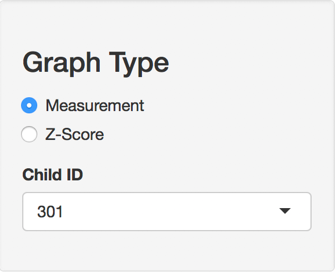 Graph Type
Measurement
Z-Score
Child ID
301